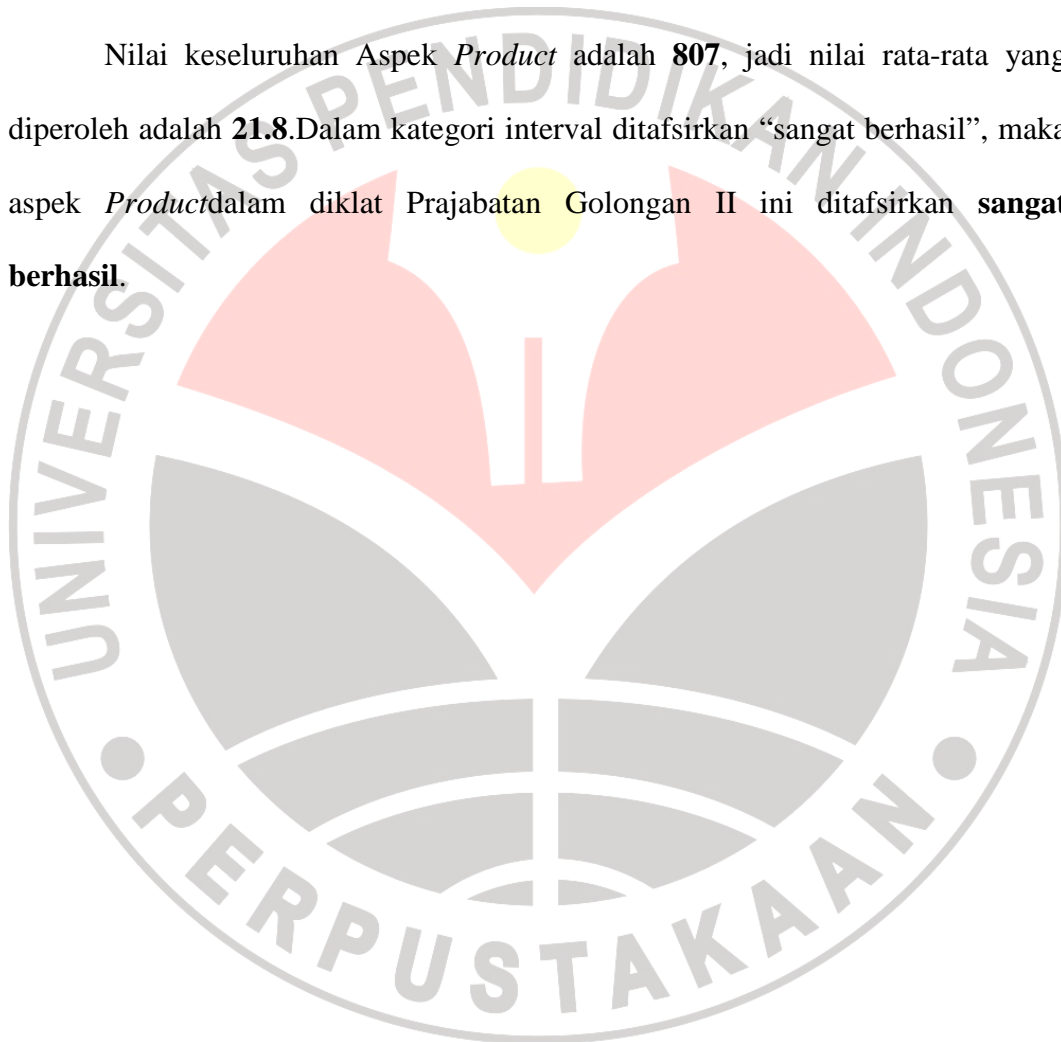 Nilai keseluruhan Aspek Product adalah 807, jadi nilai rata-rata yang
diperoleh adalah 21.8.Dalam kategori interval ditafsirkan “sangat berhasil”, maka
aspek Productdalam diklat Prajabatan Golongan II ini ditafsirkan sangat
berhasil.
UNIVERSITAS PENDIDIKAN INDONESIA
PERPUSTAKAAN